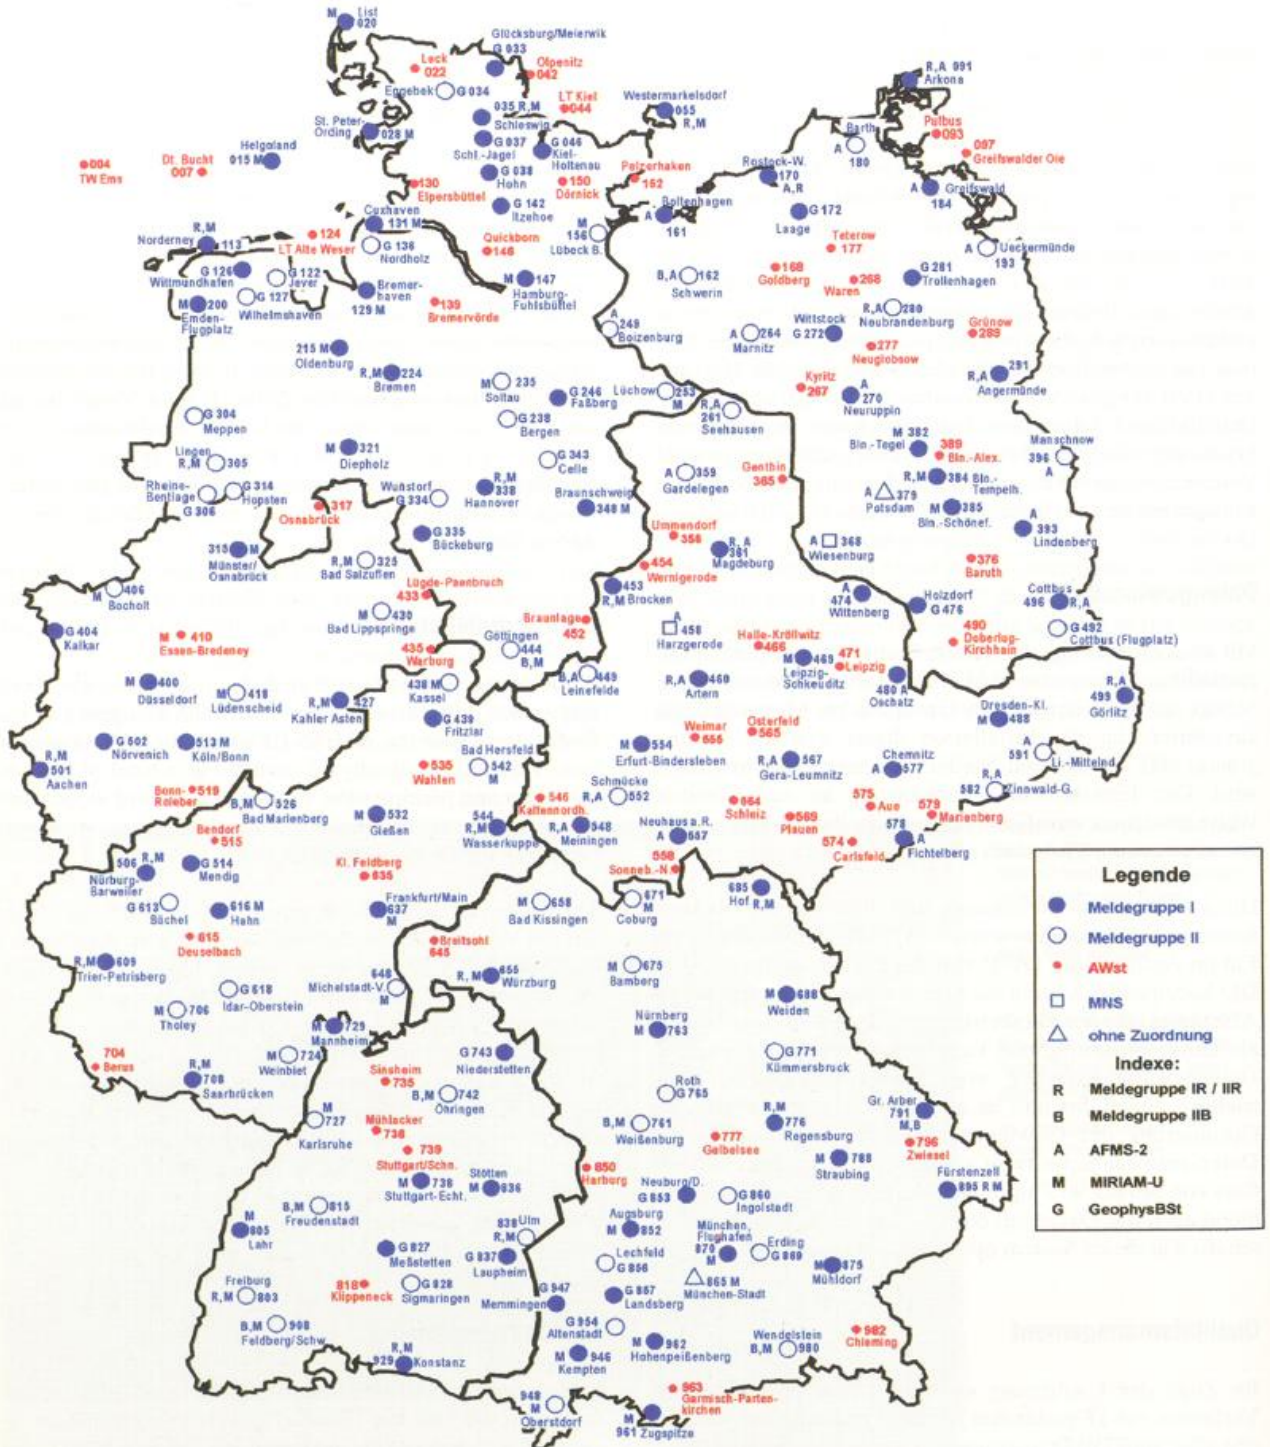 M List
020
Glücksburg/Meierwik
G 033
Leck
022
Olpenitz
042
Eggebek
G 034
LT Kiel
044
Westermarkelsdorf
055
R,M
R,A 091
Arkona
035 R,M
Schleswig
St. Peter-
Ording
028 M
G 037
Schl.-Jagel
G 046
Kiel-
Holtenau
Barth
A
180
Putbus
093
097
Greifswalder Oie
Helgoland
015 M
004
TW Ems
Dt. Bucht
007
G 038
Hohn
130
Elpersbüttel
150
Dörnick
Pelzerhaken
162
Rostock-W.
170
A,R
A
184
Greifswald
G 142
Itzehoe
Boltenhagen
A
161
G 172
Laage
Cuxhaven
131 M
M
156
Lübeck B.
Norderney
R,M
113
124
LT Alte Weser
G 136
Nordholz
Quickborn
146
Teterow
177
A
Ueckermünde
193
G 126
Wittmundhafen
G 122
Jever
G 127
Wilhelmshaven
Bremer-
haven
129 M
M 147
Hamburg-
Fuhlsbüttel
B,A 162
Schwerin
168
Goldberg
268
Waren
G 281
Trollenhagen
M 200
Emden-
Flugplatz
139
Bremervörde
A
249
Boizenburg
A 264
Marnitz
Wittstock
G 272
R,A 280
Neubrandenburg
Grünow
289
215 M
Oldenburg
277
Neuglobsow
R,M 224
Bremen
M 235
Soltau
G 246
Faßberg
Lüchow
253
M
Kyritz
267
A
270
Neuruppin
R,A 291
Angermünde
G 304
Meppen
G 238
Bergen
R,A
261
Seehausen
M 382
Bln.-Tegel
389
Bln.-Alex.
Manschnow
396
A
Lingen
R,M 305
M 321
Diepholz
G 343
Celle
A 359
Gardelegen
Genthin
365
R,M 384 Bln.-
Tempelh.
Rheine-
Bentlage
G 306
G 314
Hopsten
Wunstorf
G 334
R,M
338
Hannover
Braunschweig
348 M
A 379
Potsdam
M 385
Bln.-Schönef.
317
Osnabrück
G 335
Bückeburg
Ummendorf
356
R, A
361
Magdeburg
A 368
Wiesenburg
A
393
Lindenberg
315 M
Münster/
Osnabrück
R,M 325
Bad Salzuflen
454
Wernigerode
376
Baruth
406
M
Bocholt
Lügde-Paenbruch
433
453
R,M Brocken
A
474
Wittenberg
Holzdorf
G 476
Cottbus
496 R,A
G 404
Kalkar
M 410
Essen-Bredeney
M 430
Bad Lippspringe
Braunlage
452
A
458
Harzgerode
490
Doberlug-
Kirchhain
G 492
Cottbus (Flugplatz)
435
Warburg
Göttingen
444
B,M
Halle-Kröllwitz
466
M 469
Leipzig-
Schkeuditz
471
Leipzig
M 400
Düsseldorf
M 418
Lüdenscheid
R,M 427
Kahler Asten
438 M
Kassel
B,A 449
Leinefelde
R,A 460
Artern
480 A
Oschatz
R,A
499
Görlitz
G 502
Nörvenich
513 M
Köln/Bonn
G 439
Fritzlar
Weimar
555
Osterfeld
565
Dresden-Kl.
M 488
R,M
501
Aachen
535
Wahlen
Bad Hersfeld
542
M
M 554
Erfurt-Bindersleben
R,A 567
Gera-Leumnitz
Chemnitz
A 577
A
591
Li.-Mittelnd.
Bonn-
Roleber
519
B,M 526
Bad Marienberg
546
Kaltennordh.
Schmücke
R,A 552
664
Schleiz
569
Plauen
575
Aue
579
Marienberg
R,A
582 Zinnwald-G.
M 532
Gießen
544
R,M
Wasserkuppe
R,A 548
Meiningen
Neuhaus a.R.
A 557
Bendorf
515
574
Carlsfeld
578
A
Fichtelberg
506 R,M
Nürburg-
Barweiler
G 514
Mendig
Kl. Feldberg
635
558
Sonneb.-N.
G 613
Büchel
616 M
Hahn
Frankfurt/Main
637
M
M 658
Bad Kissingen
671
M
Coburg
685
Hof R,M
615
Deuselbach
Breitsohl
645
R,M 609
Trier-Petrisberg
G 618
Idar-Oberstein
648
Michelstadt-V.
M
R, M 655
Würzburg
M 675
Bamberg
M 688
Weiden
M 706
Tholey
M 729
Mannheim
Nürnberg
M 763
704
Berus
M 724
Weinbiet
G 743
Niederstetten
G 771
Kümmersbruck
R,M
708
Saarbrücken
Sinsheim
735
B,M 742
Öhringen
Roth
G 765
M
727
Karlsruhe
Mühlacker
736
B,M 761
Weißenburg
R,M
776
Regensburg
Gr. Arber
791
M,B
739
Stuttgart/Schn.
777
Gelbelsee
796
Zwiesel
M 738
Stuttgart-Echt.
Stötten
M 836
850
Harburg
M 788
Straubing
Fürstenzell
895 R M
B,M 815
Freudenstadt
Neuburg/D.
G 853
G 860
Ingolstadt
M
805
Lahr
838 Ulm
R,M
Augsburg
M 852
München,
Flughafen
870
M
Erding
G 869
G 827
Meßstetten
G 837
Laupheim
Lechfeld
G 856
M 875
Mühldorf
Freiburg
R,M 803
818
Klippeneck
G 828
Sigmaringen
G 947
Memmingen
G 857
Landsberg
865 M
München-Stadt
B,M 908
Feldberg/Schw.
G 954
Altenstadt
M 962
Hohenpeißenberg
Wendelstein
B,M 980
982
Chieming
R,M
929 Konstanz
M 946
Kempten
948
M
Oberstdorf
963
Garmisch-Parten-
kirchen
M
961 Zugspitze
Legende
Meldegruppe I
Meldegruppe II
AWst
MNS
ohne Zuordnung
Indexe:
R Meldegruppe IR / IIR
B Meldegruppe IIB
A AFMS-2
M MIRIAM-U
G GeophysBSt